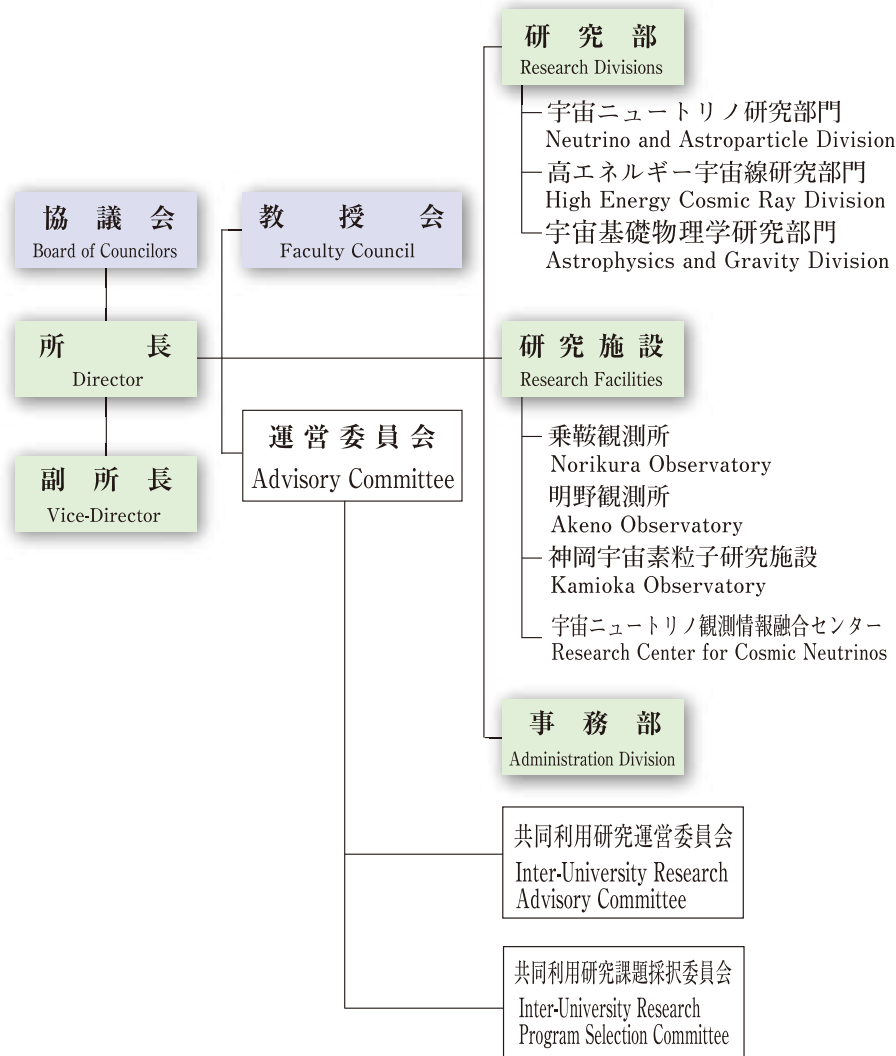 研究部
Research Divisions
宇宙ニュートリノ研究部門
Neutrino and Astroparticle Division
高エネルギー宇宙線研究部門
High Energy Cosmic Ray Division
宇宙基礎物理学研究部門
Astrophysics and Gravity Division
協議会
Board of Councilors
教授会
Faculty Council
所長
Director
研究施設
Research Facilities
副所長
Vice-Director
運営委員会
Advisory Committee
乗鞍観測所
Norikura Observatory
明野観測所
Akeno Observatory
神岡宇宙素粒子研究施設
Kamioka Observatory
宇宙ニュートリノ観測情報融合センター
Research Center for Cosmic Neutrinos
事務部
Administration Division
共同利用研究運営委員会
Inter-University Research
Advisory Committee
共同利用研究課題採択委員会
Inter-University Research
Program Selection Committee